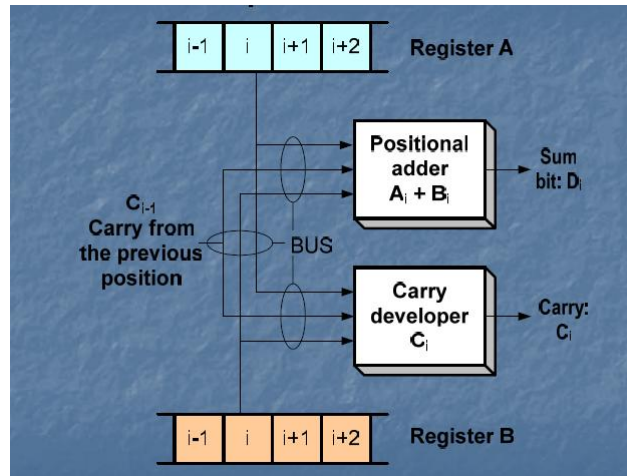 i-1 i i+1 i+2
Register A
Positional
adder
Aᵢ + Bᵢ
Sum
bit: Dᵢ
Cᵢ₋₁
Carry from
the previous
position
BUS
Carry
developer
Cᵢ
Carry:
Cᵢ
i-1 i i+1 i+2
Register B